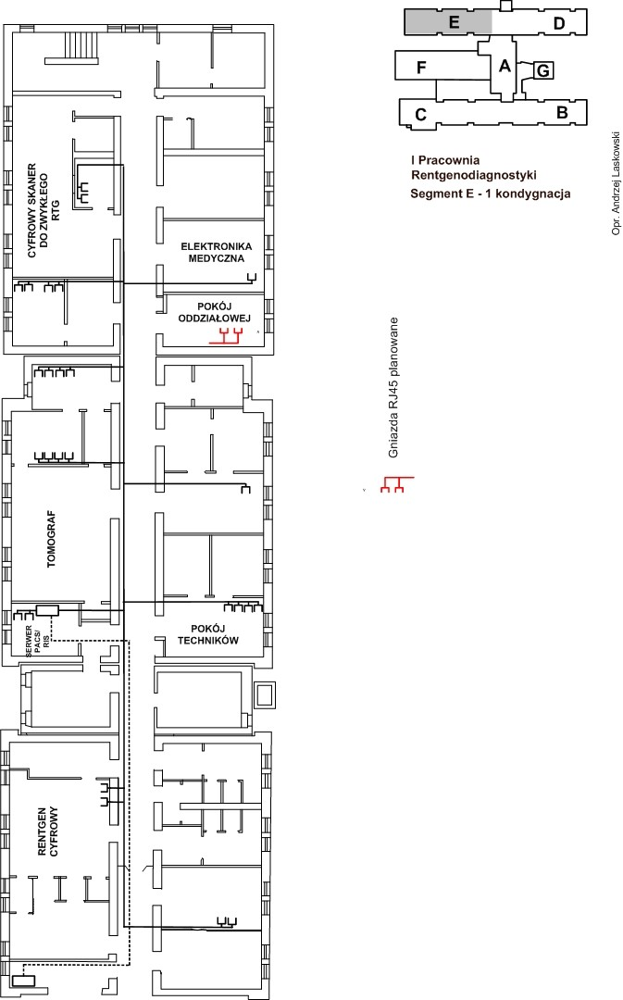 E
D
F
A
G
C
B
I Pracownia
Rentgenodiagnostyki
Segment E - 1 kondygnacja
Opr. Andrzej Laskowski
CYFROWY SKANER
DO ZWYKŁEGO
RTG
ELEKTRONIKA
MEDYCZNA
POKÓJ
ODDZIAŁOWEJ
Gniazda RJ45 planowane
TOMOGRAF
SERWER
PACS/
RIS
POKÓJ
TECHNIKÓW
RENTGEN
CYFROWY